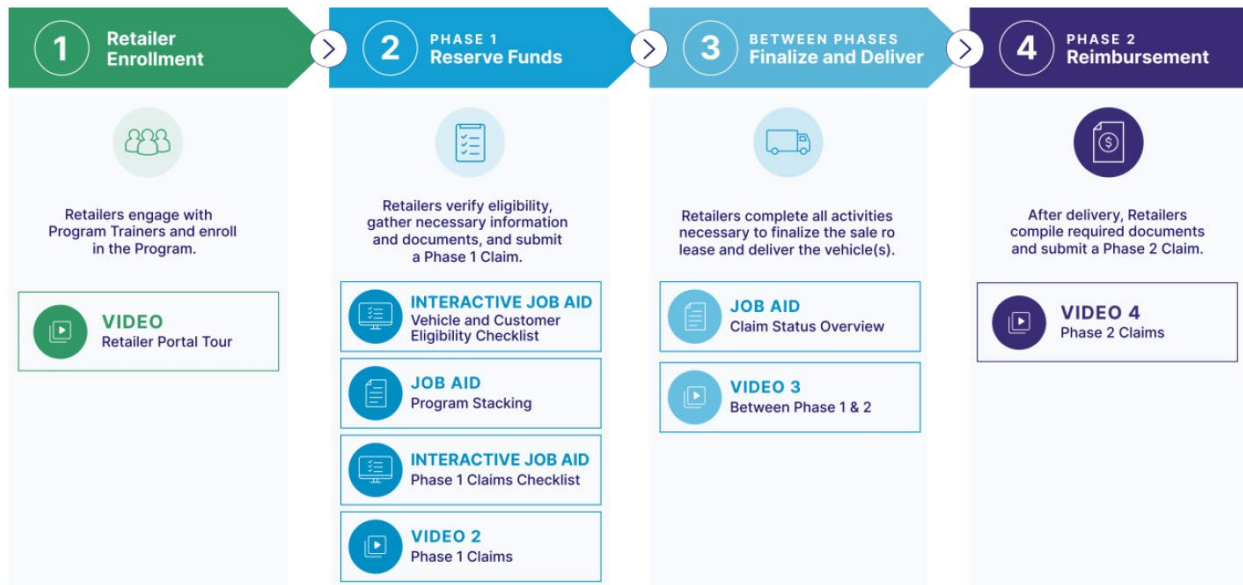 1
Retailer
Enrollment
Retailers engage with
Program Trainers and enroll
in the Program.
VIDEO
Retailer Portal Tour
2
PHASE 1
Reserve Funds
Retailers verify eligibility,
gather necessary information
and documents, and submit
a Phase 1 Claim.
INTERACTIVE JOB AID
Vehicle and Customer
Eligibility Checklist
JOB AID
Program Stacking
INTERACTIVE JOB AID
Phase 1 Claims Checklist
VIDEO 2
Phase 1 Claims
3
BETWEEN PHASES
Finalize and Deliver
Retailers complete all activities
necessary to finalize the sale ro
lease and deliver the vehicle(s).
JOB AID
Claim Status Overview
VIDEO 3
Between Phase 1 & 2
4
PHASE 2
Reimbursement
$
After delivery, Retailers
compile required documents
and submit a Phase 2 Claim.
VIDEO 4
Phase 2 Claims